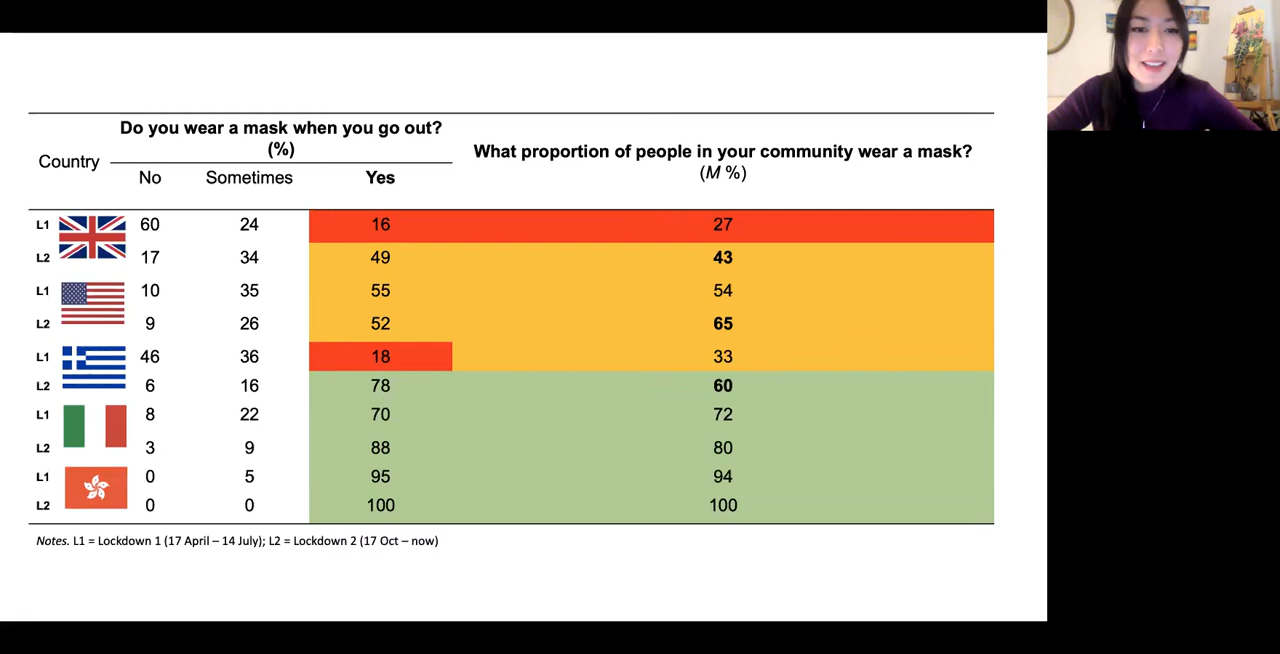 Do you wear a mask when you go out?
(%)
What proportion of people in your community wear a mask?
(M %)
Country
No Sometimes Yes
L1 60 24 16 27
L2 17 34 49 43
L1 10 35 55 54
L2 9 26 52 65
L1 46 36 18 33
L2 6 16 78 60
L1 8 22 70 72
L2 3 9 88 80
L1 0 5 95 94
L2 0 0 100 100
Notes. L1 = Lockdown 1 (17 April – 14 July); L2 = Lockdown 2 (17 Oct – now)